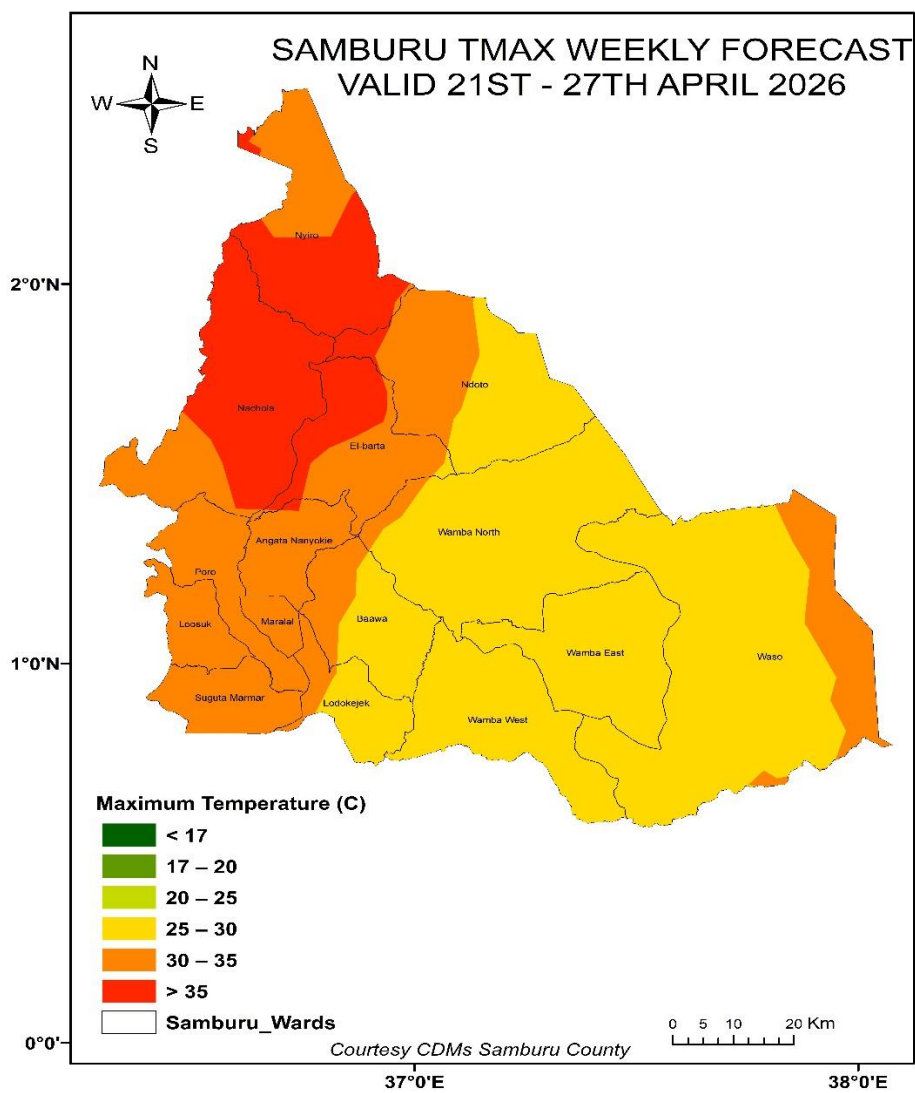 SAMBURU TMAX WEEKLY FORECAST
VALID 21ST - 27TH APRIL 2026
N
W E
S
Nyiro
2°0'N
Ndoto
Nachola
El-barta
Wamba North
Angata Nanyokie
Poro
Baawa
Loosuk
Maralal
Wamba East
Waso
1°0'N
Suguta Marmar
Lodokejek
Wamba West
Maximum Temperature (C)
< 17
17 – 20
20 – 25
25 – 30
30 – 35
> 35
Samburu_Wards
0 5 10 20 Km
0°0'
Courtesy CDMs Samburu County
37°0'E
38°0'E